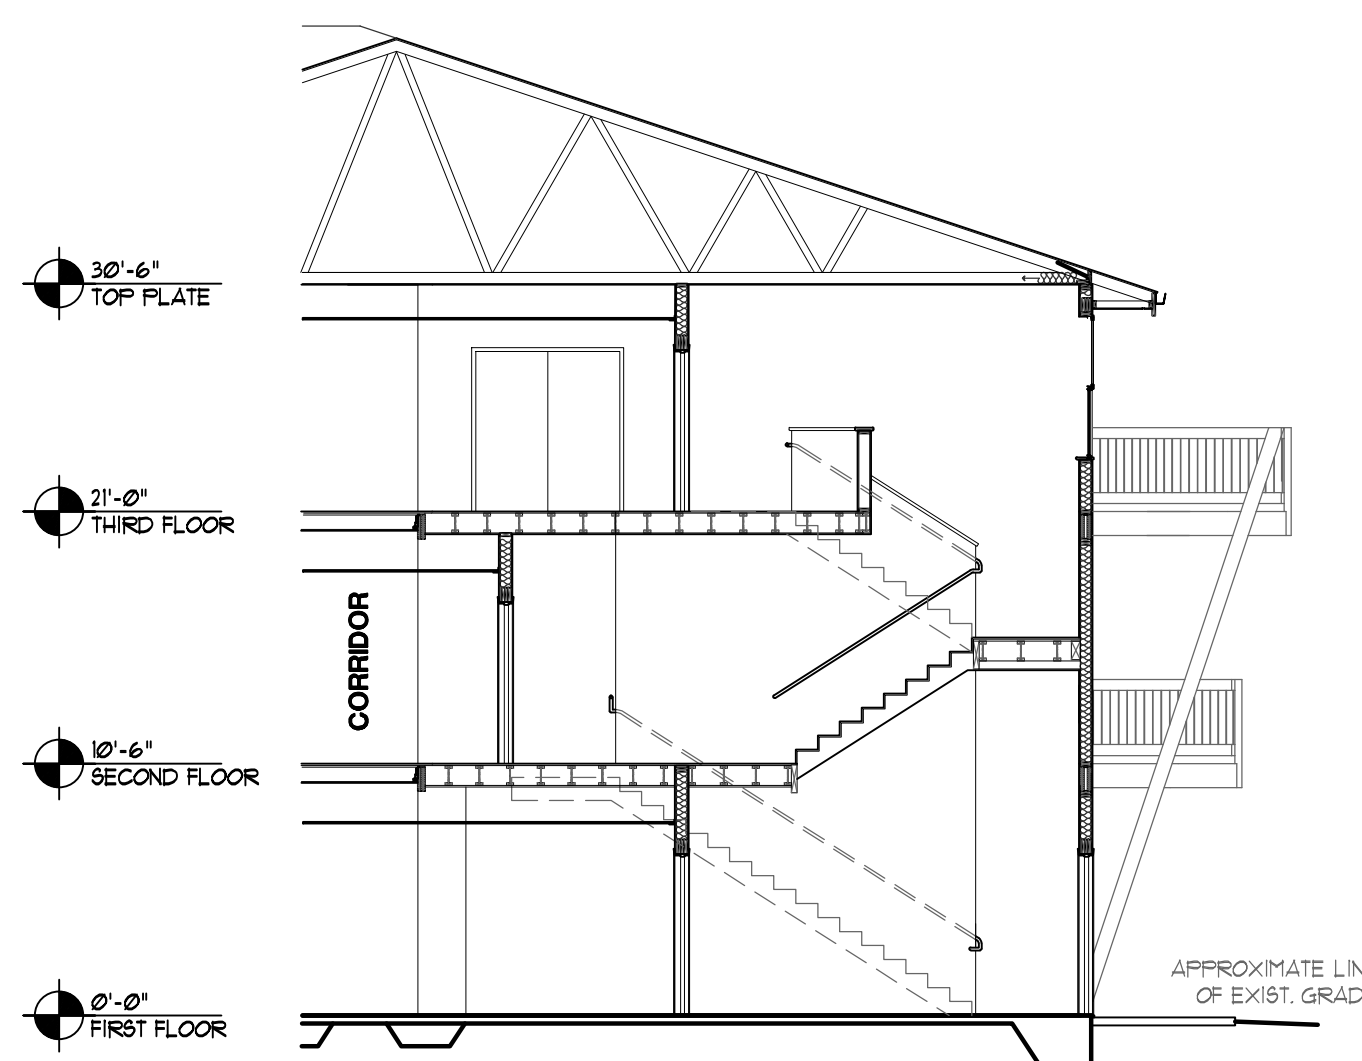 30'-6"
TOP PLATE
21'-0"
THIRD FLOOR
CORRIDOR
10'-6"
SECOND FLOOR
APPROXIMATE LIN
OF EXIST. GRAD
0'-0"
FIRST FLOOR